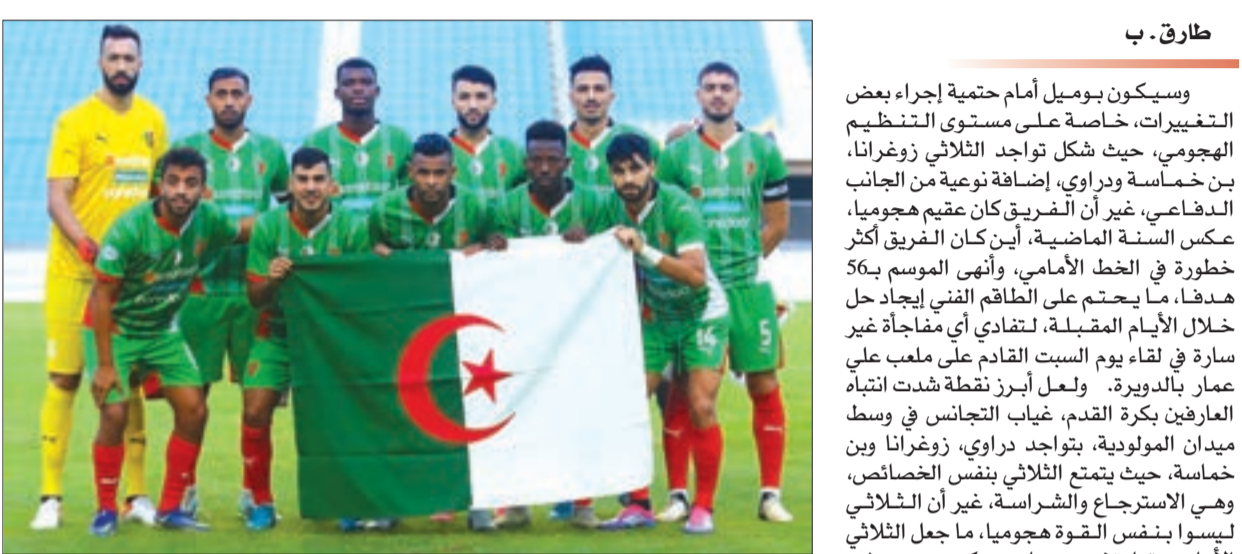 طارق. ب
وسيكون بوميل أمام حتمية إجراء بعض
التغييرات، خاصة على مستوى التنظيم
الهجومي، حيث شكل تواجد الثلاثي زوغرانا،
بن خماسة ودراوي، إضافة نوعية من الجانب
الدفاعي، غير أن الفريق كان عقيم هجوميا،
عكس السنة الماضية، أين كان الفريق أكثر
خطورة في الخط الأمامي، وأنهى الموسم بـ56
هدفا، ما يحتم على الطاقم الفني إيجاد حل
خلال الأيام المقبلة، لتفادي أي مفاجأة غير
سارة في لقاء يوم السبت القادم على ملعب علي
عمار بالدويرة. ولعل أبرز نقطة شدت انتباه
العارفين بكرة القدم، غياب التجانس في وسط
ميدان المولودية، بتواجد دراوي، زوغرانا وبن
خماسة، حيث يتمتع الثلاثي بنفس الخصائص،
وهي الاسترجاع والشراسة، غير أن الثلاثي
ليسوا بنفس القوة هجوميا، ما جعل الثلاثي
14
5